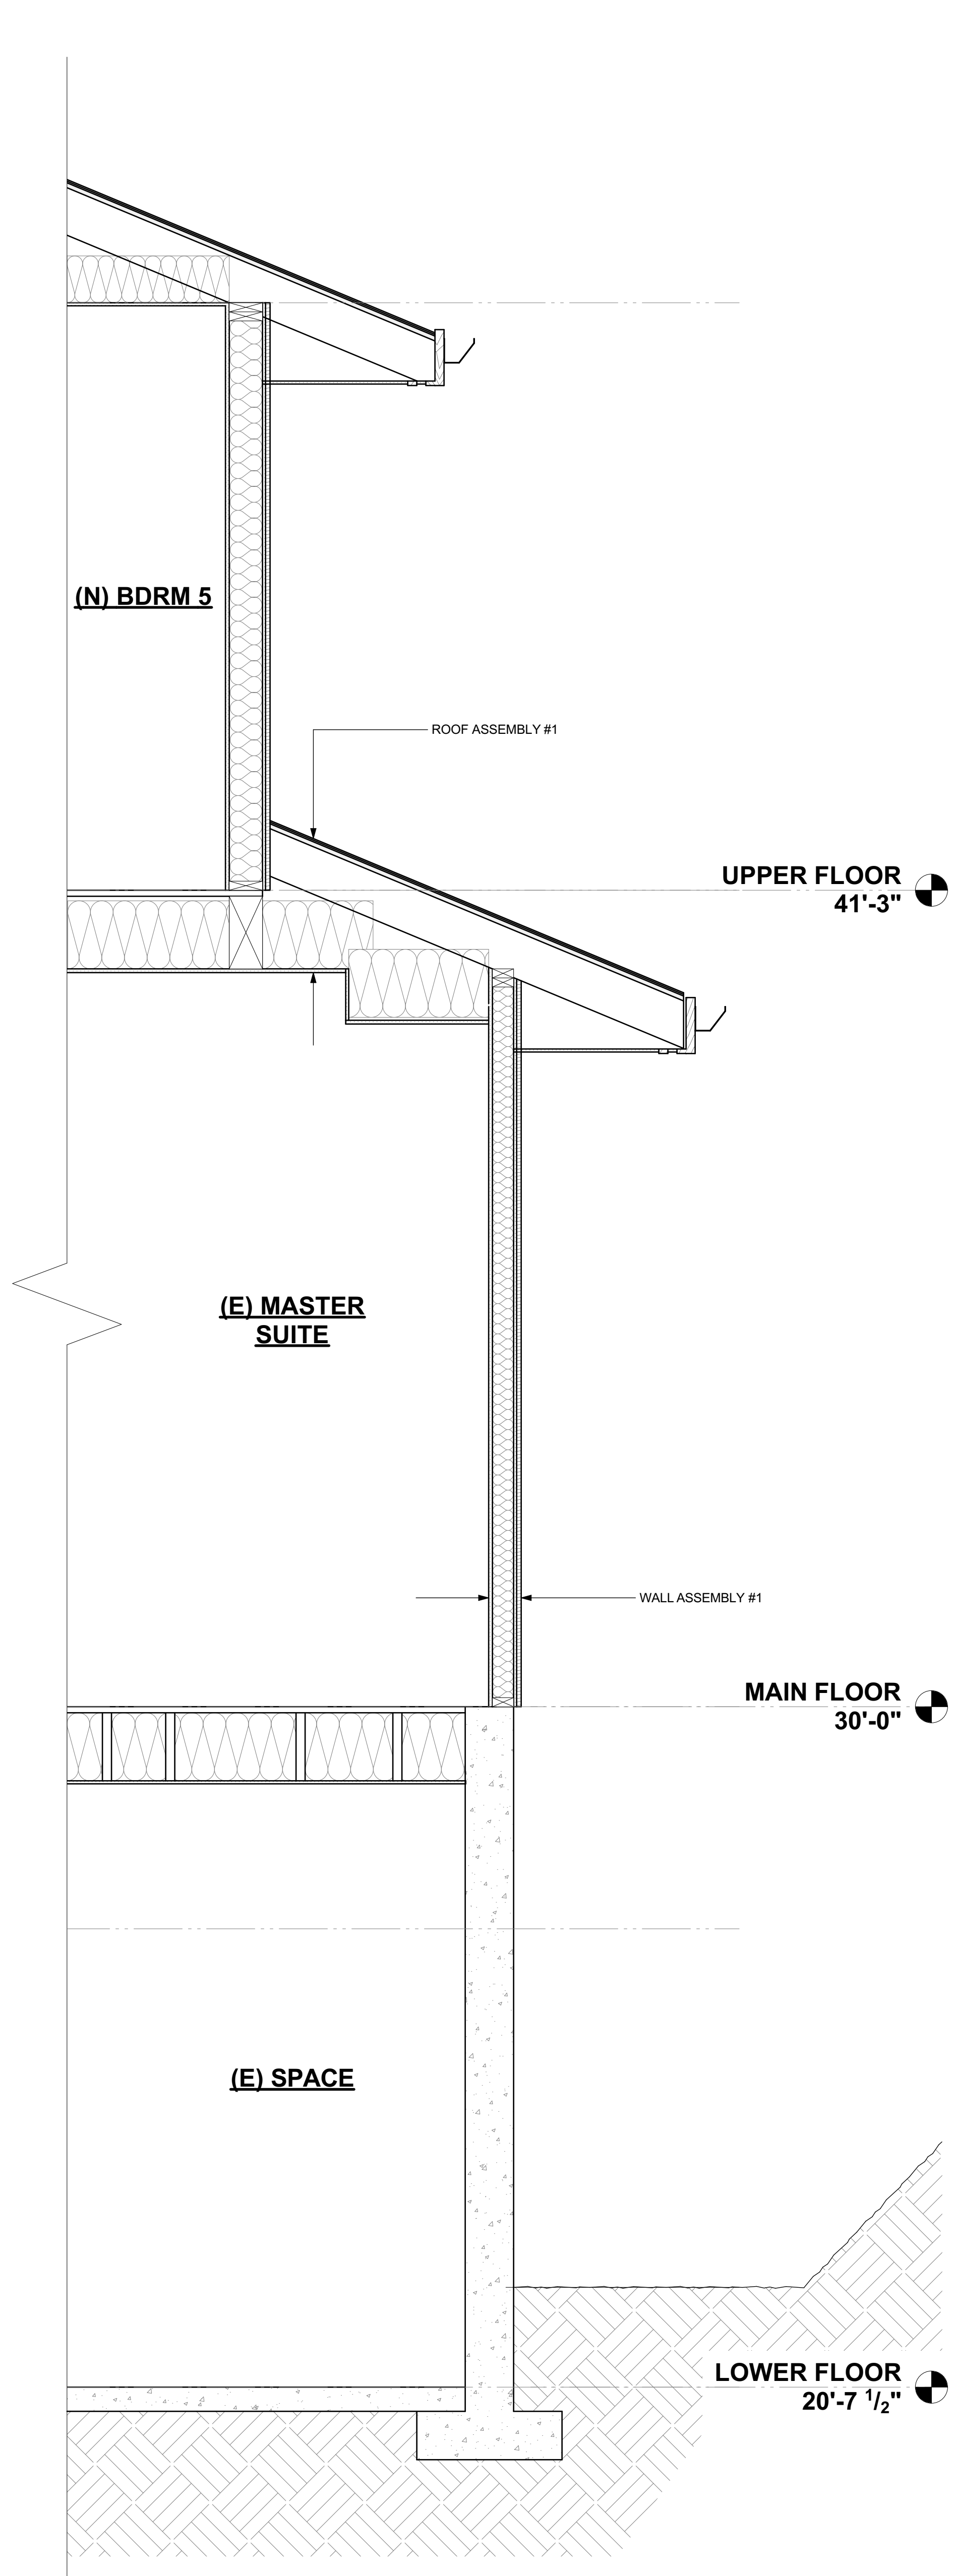 (N) BDRM 5
ROOF ASSEMBLY #1
UPPER FLOOR
41'-3"
(E) MASTER
SUITE
WALL ASSEMBLY #1
MAIN FLOOR
30'-0"
(E) SPACE
LOWER FLOOR
20'-7 1/2"